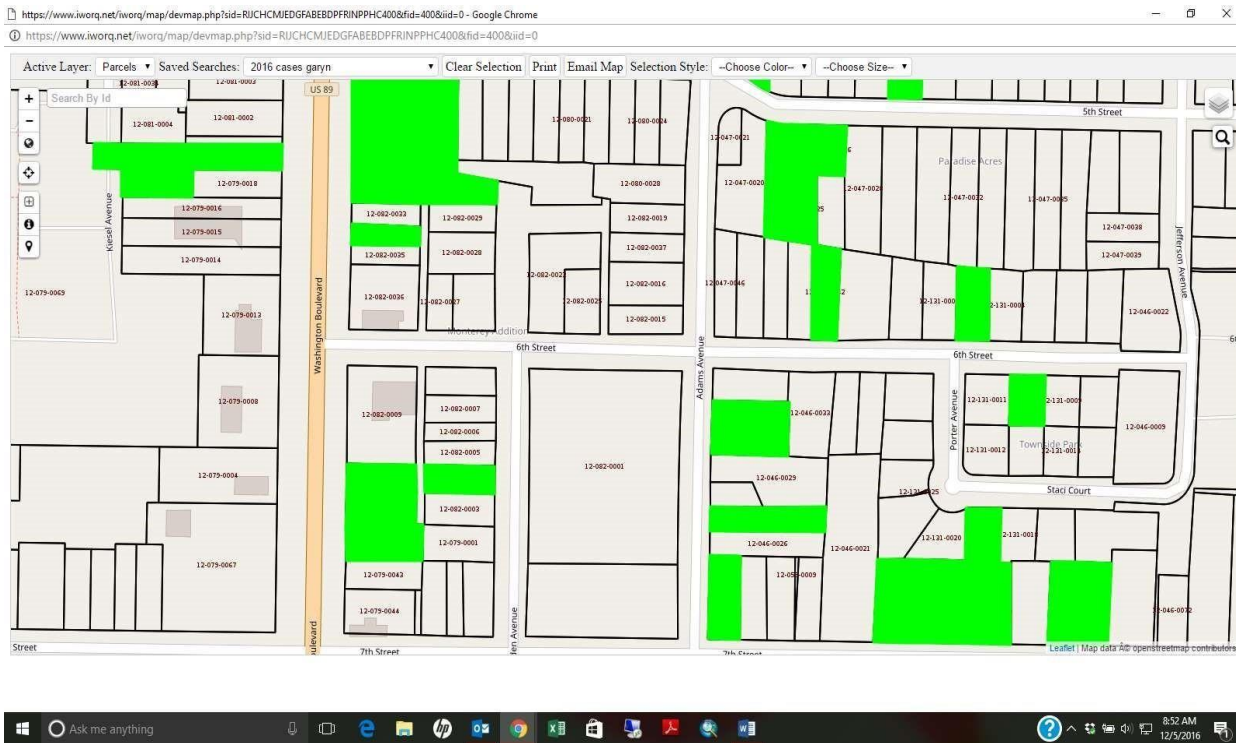 https://www.iworq.net/iworq/map/devmap.php?sid=RIJCHCMJEDGFABEBDPFRINPPHC400&fid=400&iid=0 - Google Chrome
https://www.iworq.net/iworq/map/devmap.php?sid=RIJCHCMJEDGFABEBDPFRINPPHC400&fid=400&iid=0
Active Layer: Parcels Saved Searches: 2016 cases garyn Clear Selection Print Email Map Selection Style: --Choose Color-- --Choose Size--
12-081-0003
US 89
Search By Id
12-081-0004
12-081-0002
12-080-0021
12-080-0024
5th Street
12-047-0021
Paradise Acres
12-079-0018
12-080-0028
12-047-0020
12-047-0032
12-047-0035
12-079-0016
12-082-0033
12-082-0029
12-082-0019
12-047-0038
12-079-0015
Kiesel Avenue
12-082-0035
12-082-0028
12-082-0037
12-047-0039
Jefferson Avenue
12-079-0014
12-082-0016
12-047-0046
12-079-0069
12-082-0036
12-082-0027
12-082-0025
12-046-0022
12-079-0013
Washington Boulevard
12-082-0015
Monterey Addition
6th Street
6th Street
Adams Avenue
12-079-0008
12-082-0009
12-082-0007
12-082-0006
12-082-0005
12-046-0033
Porter Avenue
12-131-0011
12-046-0009
Townside Park
12-131-0012
12-082-0001
12-079-0004
12-046-0029
Staci Court
12-082-0003
12-079-0001
12-046-0026
12-046-0021
12-131-0020
12-079-0067
12-079-0043
12-079-0044
Street
7th Street
7th Street
Leaflet | Map data Â© openstreetmap contributors
Ask me anything
8:52 AM
12/5/2016